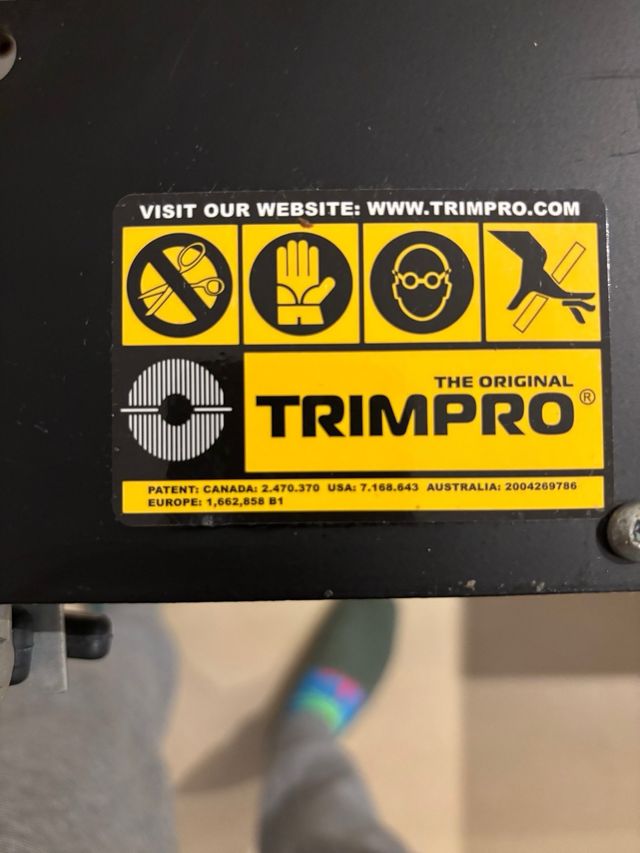 VISIT OUR WEBSITE: WWW.TRIMPRO.COM
THE ORIGINAL
TRIMPRO®
PATENT: CANADA: 2.470.370 USA: 7.168.643 AUSTRALIA: 2004269786
EUROPE: 1,662,858 B1